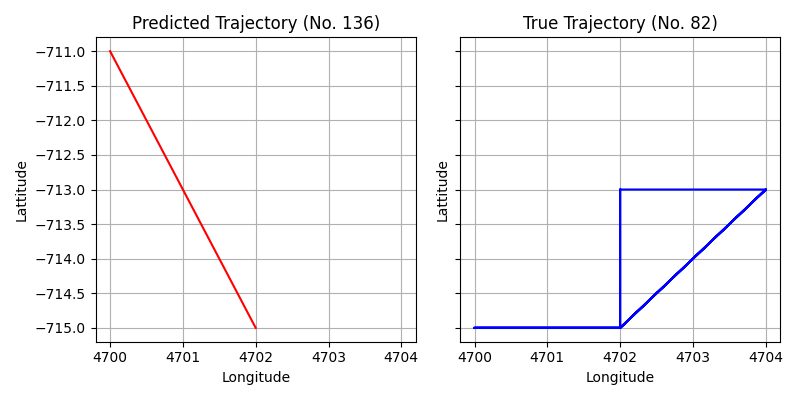 Predicted Trajectory (No. 136)
True Trajectory (No. 82)
−711.0
−711.5
−712.0
−712.5
−713.0
−713.5
−714.0
−714.5
−715.0
Lattitude
Lattitude
4700 4701 4702 4703 4704
4700 4701 4702 4703 4704
Longitude
Longitude